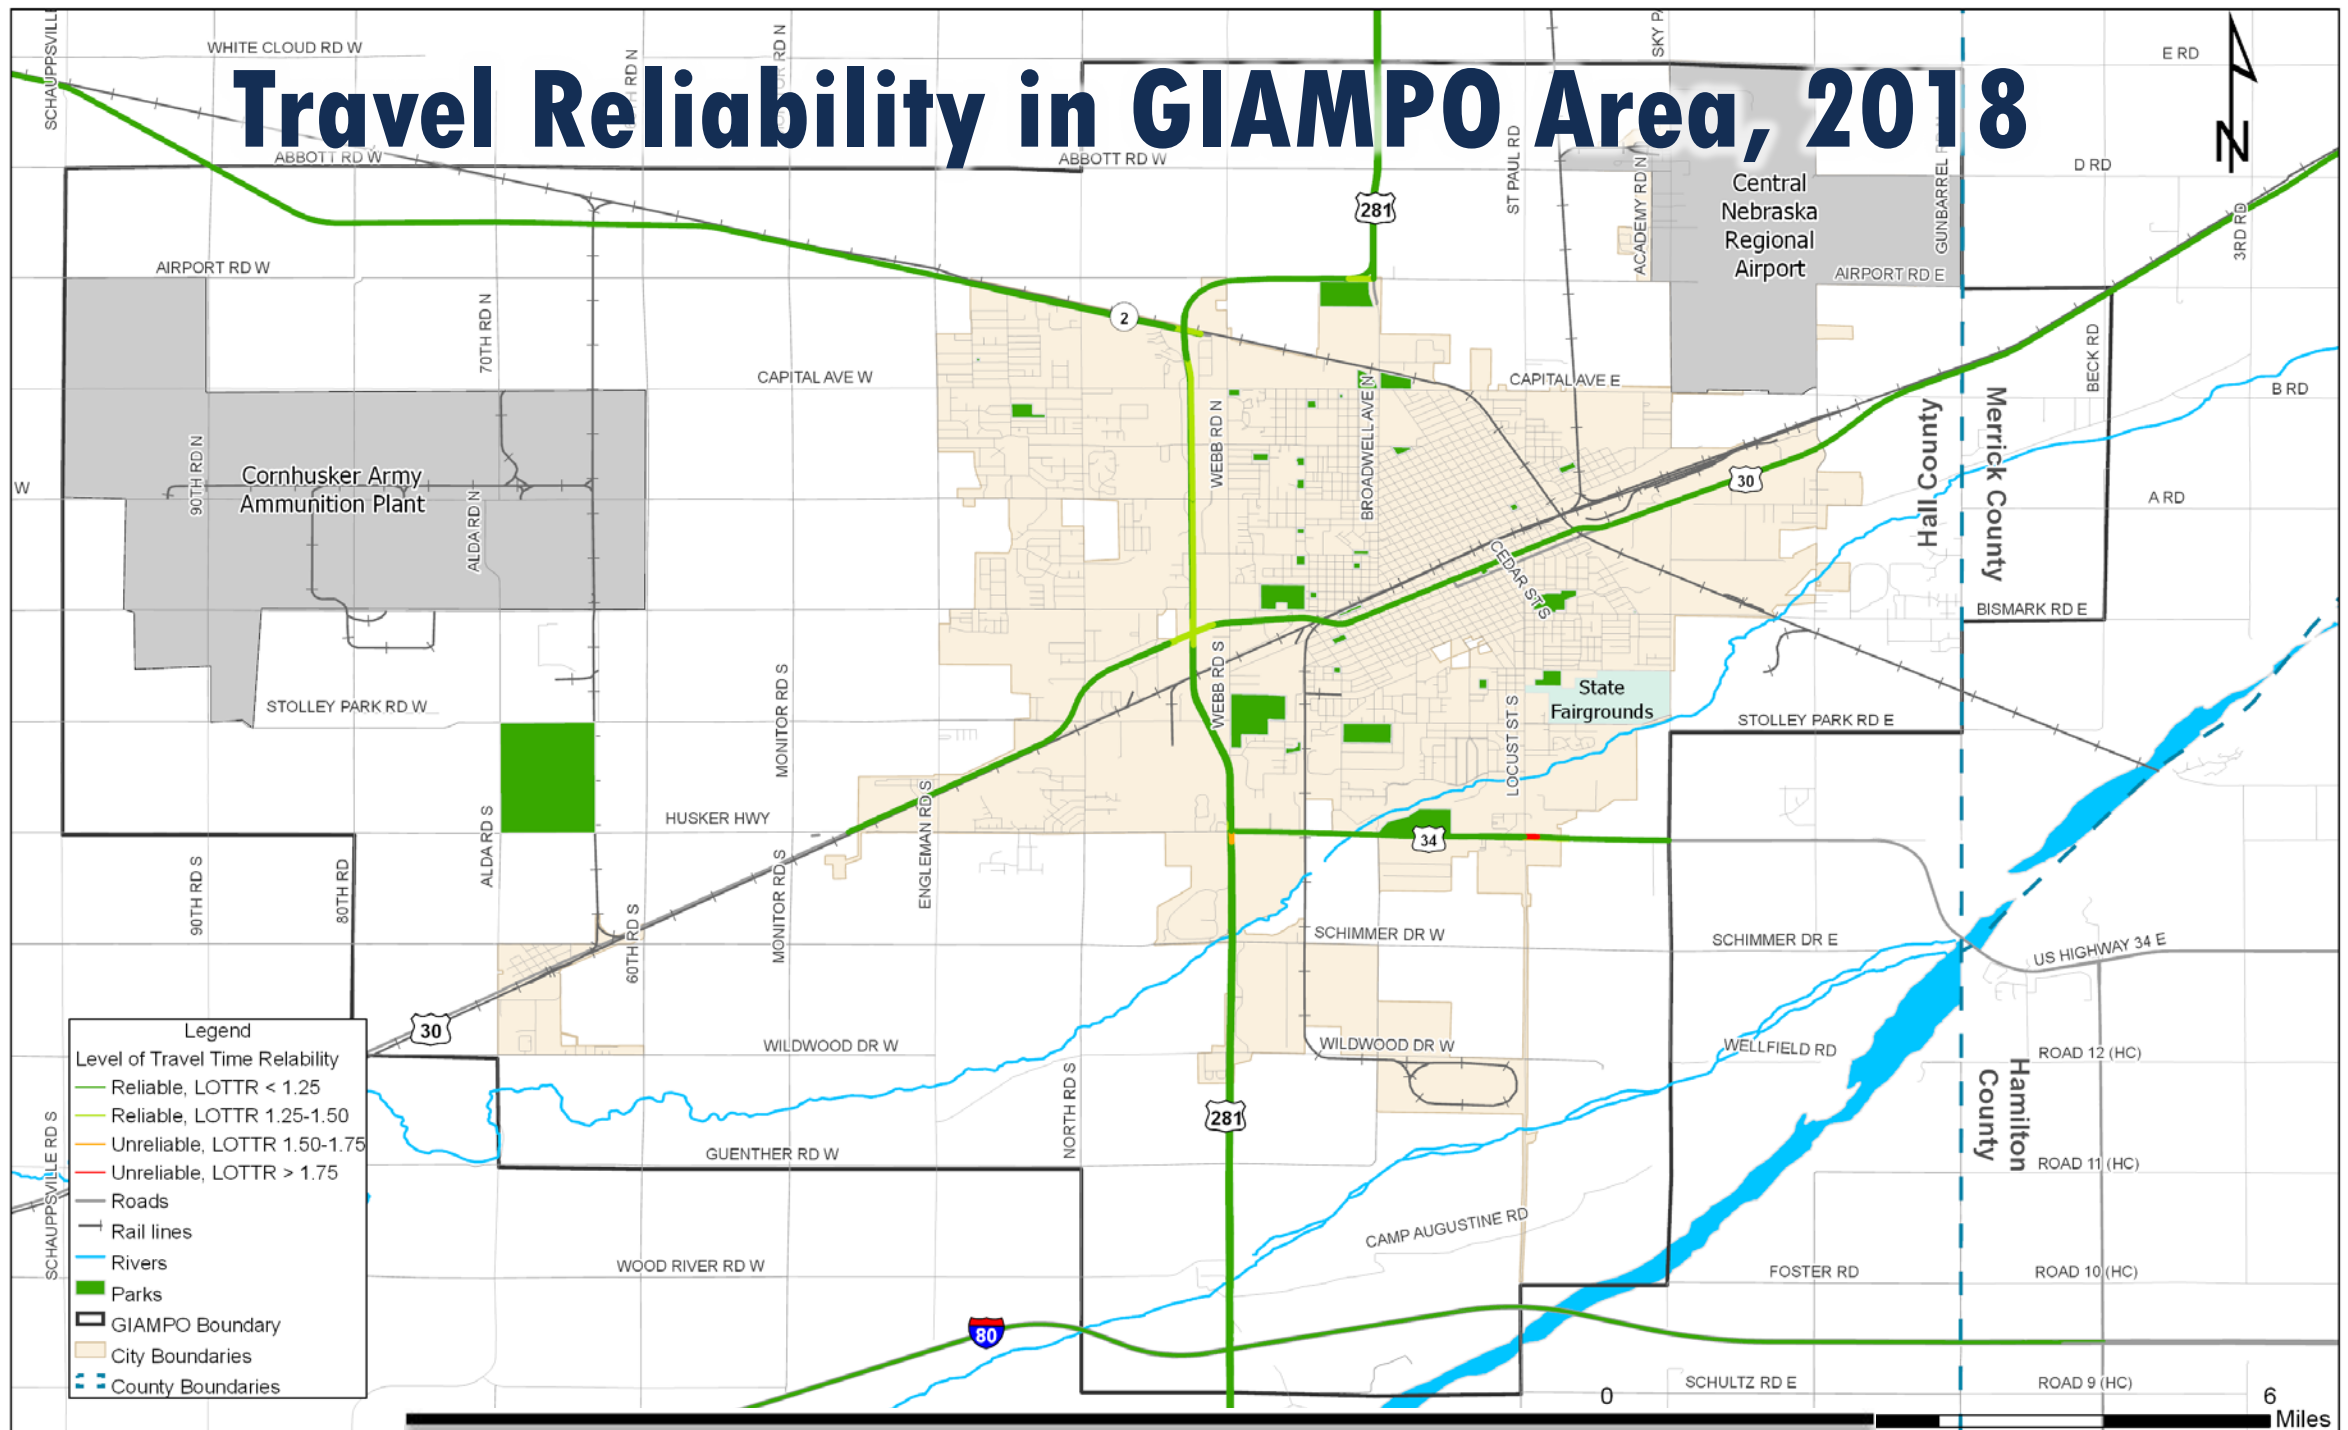 Travel Reliability in GIAMPO Area, 2018
WHITE CLOUD RD W
E RD
ABBOTT RD W
ABBOTT RD W
D RD
N
SCHAUPPSVILLE
ST PAUL RD
ACADEMY RD N
3RD RD
281
Central
Nebraska
Regional
Airport
AIRPORT RD W
AIRPORT RD E
70TH RD N
2
BECK RD
CAPITAL AVE W
CAPITAL AVE E
B RD
WEBB RD N
BROADWELL AVE N
Hall County
Merrick County
W
90TH RD N
Cornhusker Army
Ammunition Plant
ALDA RD N
30
A RD
CEDAR ST S
BISMARK RD E
STOLLEY PARK RD W
MONITOR RD S
WEBB RD S
State
Fairgrounds
LOCUST ST S
STOLLEY PARK RD E
HUSKER HWY
ALDA RD S
ENGLEMAN RD S
34
90TH RD S
80TH RD
MONITOR RD S
60TH RD S
SCHIMMER DR W
SCHIMMER DR E
US HIGHWAY 34 E
30
WILDWOOD DR W
WILDWOOD DR W
WELLFIELD RD
ROAD 12 (HC)
Hamilton
County
NORTH RD S
281
GUENTHER RD W
ROAD 11 (HC)
SCHAUPPSVILLE RD S
CAMP AUGUSTINE RD
WOOD RIVER RD W
FOSTER RD
ROAD 10 (HC)
80
SCHULTZ RD E
ROAD 9 (HC)
Legend
Level of Travel Time Relability
Reliable, LOTTR < 1.25
Reliable, LOTTR 1.25-1.50
Unreliable, LOTTR 1.50-1.75
Unreliable, LOTTR > 1.75
Roads
Rail lines
Rivers
Parks
GIAMPO Boundary
City Boundaries
County Boundaries
0
6
Miles